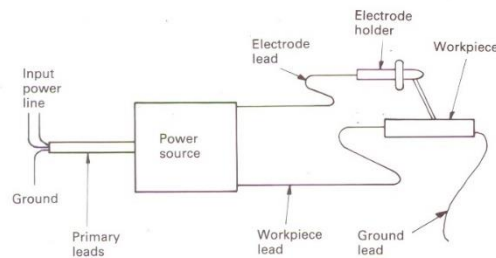 Electrode
holder
Electrode
lead
Workpiece
Input
power
line
Power
source
Ground
Primary
leads
Workpiece
lead
Ground
lead